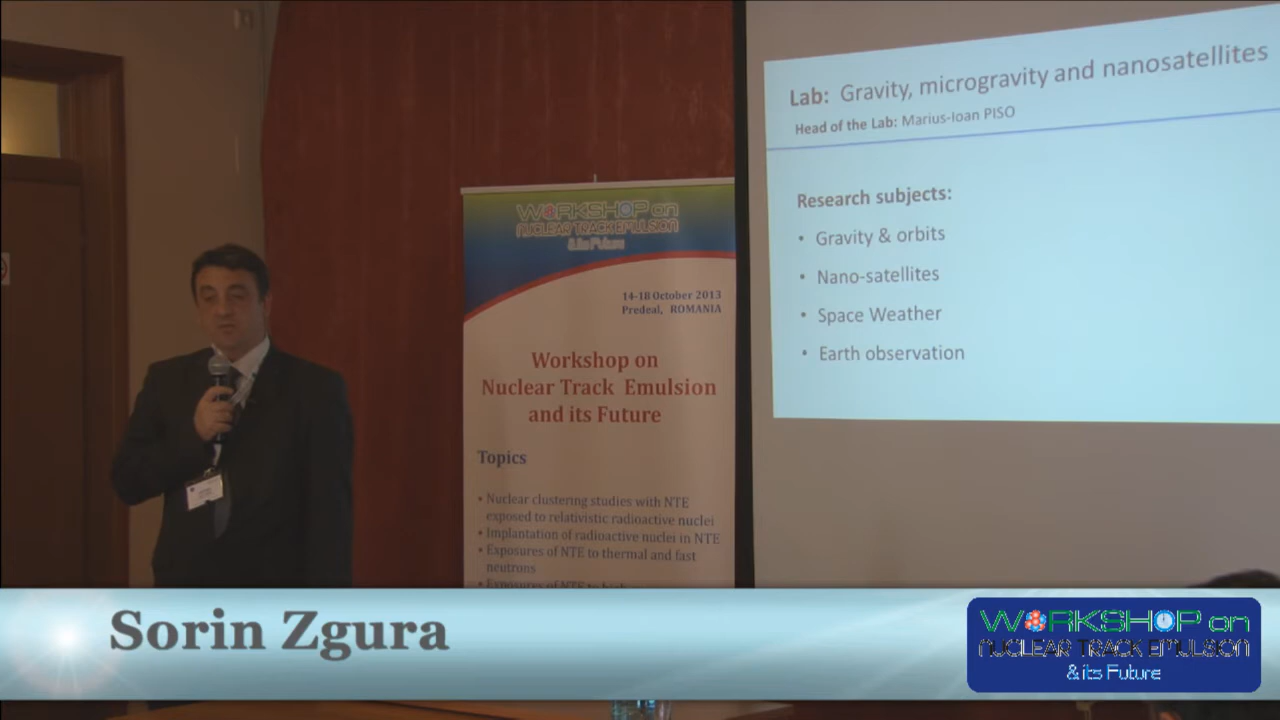 Lab: Gravity, microgravity and nanosatellites
Head of the Lab: Marius-Ioan PISO
Research subjects:
• Gravity & orbits
• Nano-satellites
• Space Weather
• Earth observation
WORKSHOP on
NUCLEAR TRACK EMULSION
& its Future
14-18 October 2013
Predeal, ROMANIA
Workshop on
Nuclear Track Emulsion
and its Future
Topics
• Nuclear clustering studies with NTE
exposed to relativistic radioactive nuclei
• Implantation of radioactive nuclei in NTE
• Exposures of NTE to thermal and fast
neutrons
• Exposures of NTE to
Sorin Zgura
WORKSHOP on
NUCLEAR TRACK EMULSION
& its Future